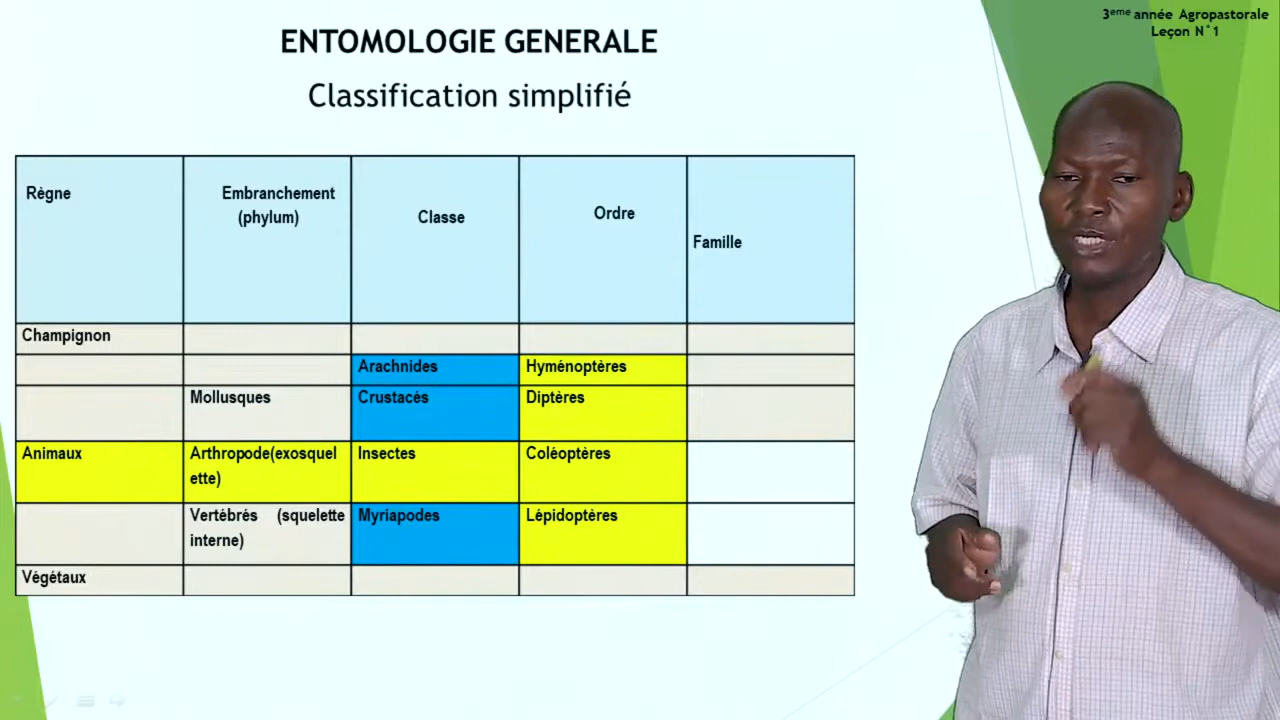 3eme année Agropastorale
Leçon N°1
ENTOMOLOGIE GENERALE
Classification simplifié
Règne
Embranchement
(phylum)
Classe
Ordre
Famille
Champignon
Arachnides
Hyménoptères
Mollusques
Crustacés
Diptères
Animaux
Arthropode(exosquel
ette)
Insectes
Coléoptères
Vertébrés (squelette
interne)
Myriapodes
Lépidoptères
Végétaux